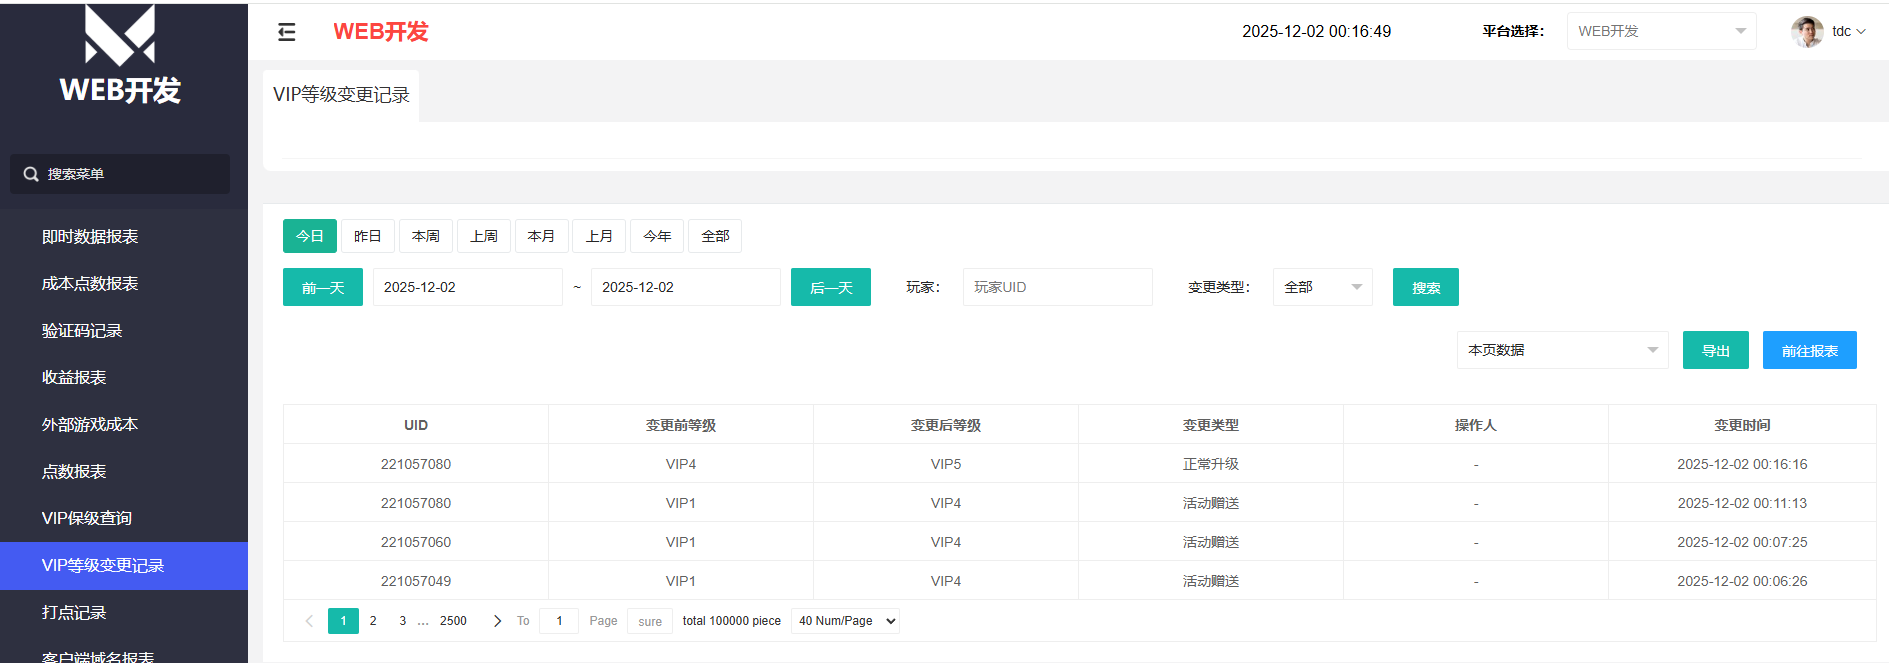 WEB开发
搜索菜单
即时数据报表
成本点数报表
验证码记录
收益报表
外部游戏成本
点数报表
VIP保级查询
VIP等级变更记录
打点记录
客户端域名报表
WEB开发 2025-12-02 00:16:49 平台选择： WEB开发 tdc
VIP等级变更记录
今日 昨日 本周 上周 本月 上月 今年 全部
前一天 2025-12-02 ~ 2025-12-02 后一天 玩家： 玩家UID 变更类型： 全部 搜索
本页数据 导出 前往报表
UID 变更前等级 变更后等级 变更类型 操作人 变更时间
221057080 VIP4 VIP5 正常升级 - 2025-12-02 00:16:16
221057080 VIP1 VIP4 活动赠送 - 2025-12-02 00:11:13
221057060 VIP1 VIP4 活动赠送 - 2025-12-02 00:07:25
221057049 VIP1 VIP4 活动赠送 - 2025-12-02 00:06:26
1 2 3 ... 2500 To 1 Page sure total 100000 piece 40 Num/Page